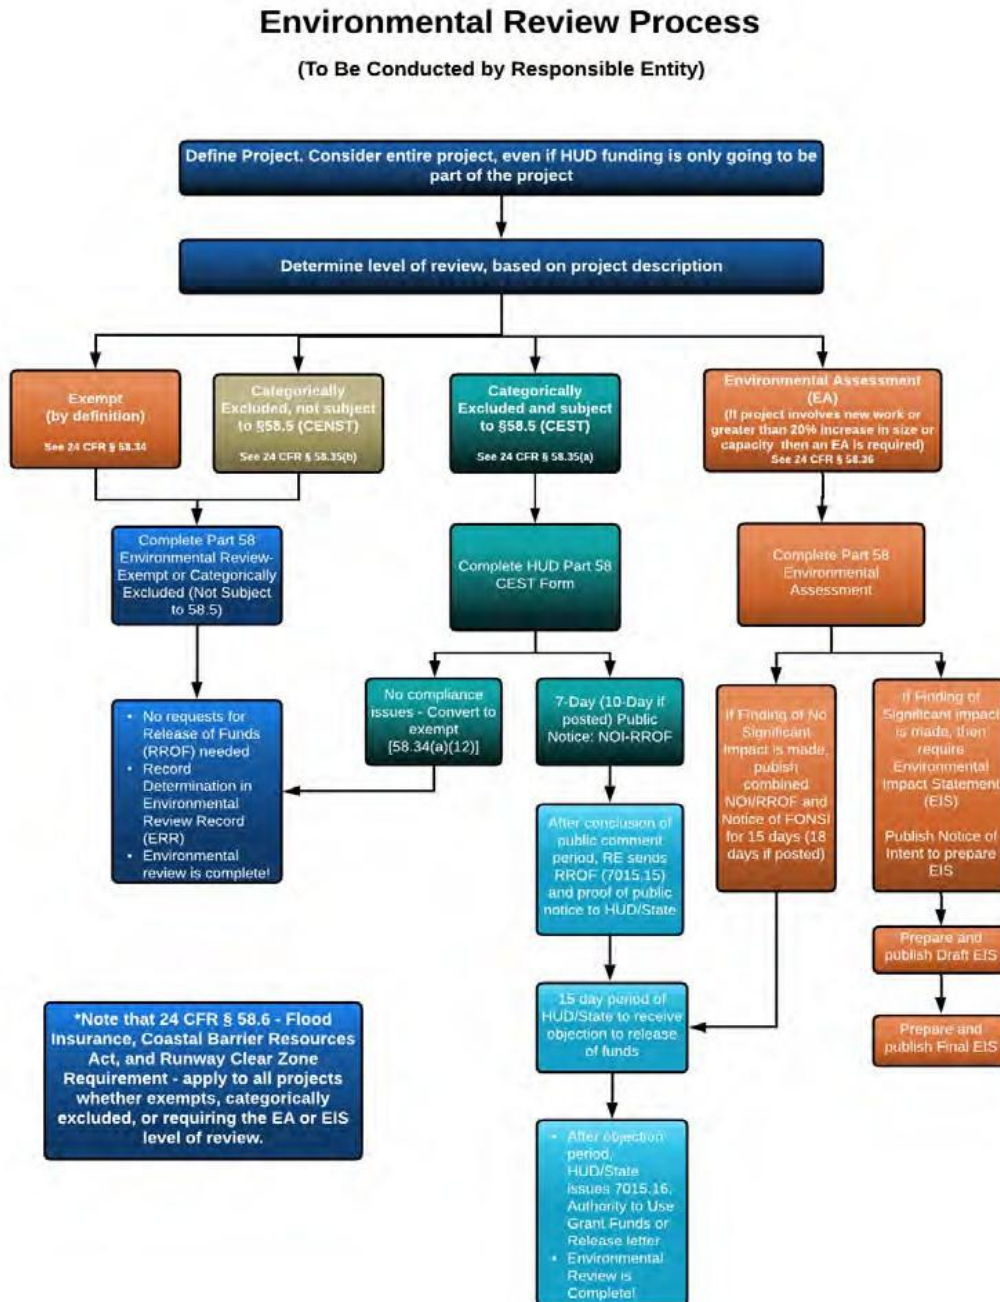 Environmental Review Process
(To Be Conducted by Responsible Entity)
Define Project. Consider entire project, even if HUD funding is only going to be
part of the project
Determine level of review, based on project description
Exempt
(by definition)
See 24 CFR § 58.34
Categorically
Excluded, not subject
to §58.5 (CENST)
See 24 CFR § 58.35(b)
Categorically
Excluded and subject
to §58.5 (CEST)
See 24 CFR § 58.35(a)
Environmental Assessment
(EA)
(If project involves new work or
greater than 20% increase in size or
capacity then an EA is required)
See 24 CFR § 58.36
Complete Part 58
Environmental Review-
Exempt or Categorically
Excluded (Not Subject
to 58.5)
Complete HUD Part 58
CEST Form
Complete Part 58
Environmental
Assessment
No compliance
issues - Convert to
exempt
[58.34(a)(12)]
7-Day (10-Day if
posted) Public
Notice: NOI-RROF
If Finding of No
Significant
Impact is made,
publish
combined
NOI/RROF and
Notice of FONSI
for 15 days (18
days if posted)
If Finding of
Significant impact
is made, then
require
Environmental
Impact Statement
(EIS)
Publish Notice of
Intent to prepare
EIS
• No requests for
Release of Funds
(RROF) needed
• Record
Determination in
Environmental
Review Record
(ERR)
• Environmental
review is complete!
After conclusion of
public comment
period, RE sends
RROF (7015.15)
and proof of public
notice to HUD/State
Prepare and
publish Draft EIS
15 day period of
HUD/State to receive
objection to release
of funds
Prepare and
publish Final EIS
*Note that 24 CFR § 58.6 - Flood
Insurance, Coastal Barrier Resources
Act, and Runway Clear Zone
Requirement - apply to all projects
whether exempts, categorically
excluded, or requiring the EA or EIS
level of review.
• After objection
period,
HUD/State
issues 7015.16,
Authority to Use
Grant Funds or
Release letter
• Environmental
Review is
Complete!